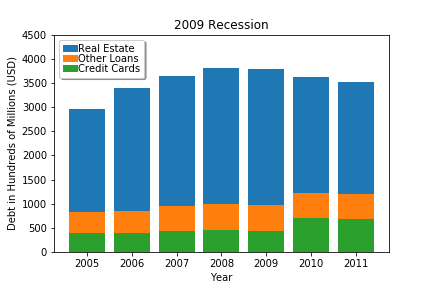 2009 Recession
Real Estate
Other Loans
Credit Cards
Debt in Hundreds of Millions (USD)
4500
4000
3500
3000
2500
2000
1500
1000
500
0
2005 2006 2007 2008 2009 2010 2011
Year